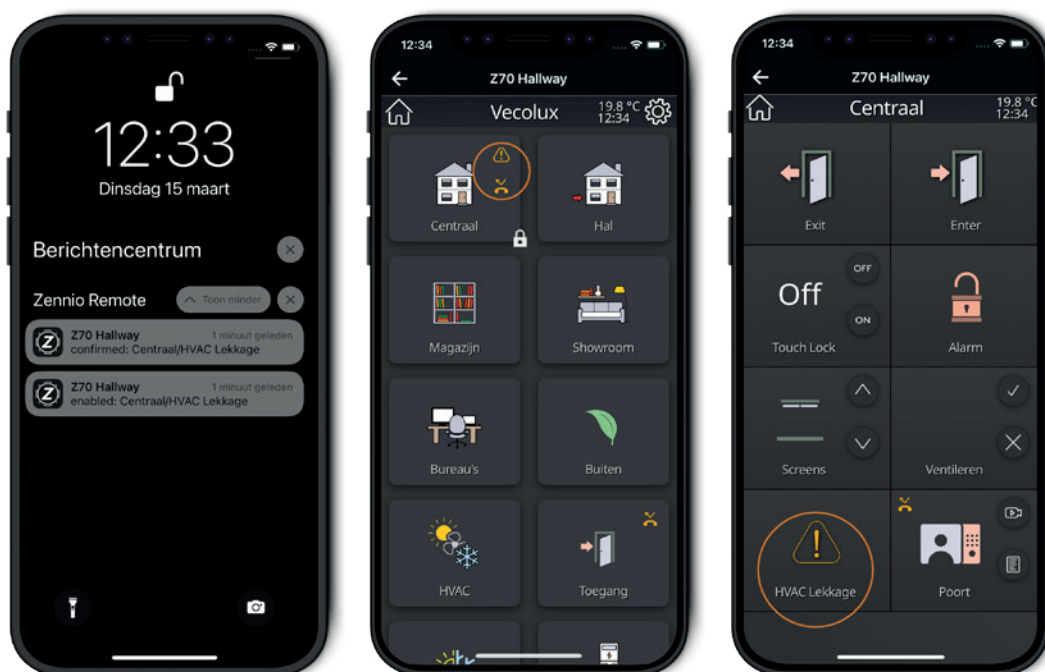 12:33
Dinsdag 15 maart
Berichtencentrum
Zennio Remote
Toon minder
Z70 Hallway
1 minuut geleden
confirmed: Centraal/HVAC Lekkage
Z70 Hallway
1 minuut geleden
enabled: Centraal/HVAC Lekkage
12:34
Z70 Hallway
Vecolux
19.8 °C
12:34
Centraal
Hal
Magazijn
Showroom
Bureau's
Buiten
HVAC
Toegang
12:34
Z70 Hallway
Centraal
19.8 °C
12:34
Exit
Enter
Off
OFF
ON
Touch Lock
Alarm
Screens
Ventileren
HVAC Lekkage
Poort